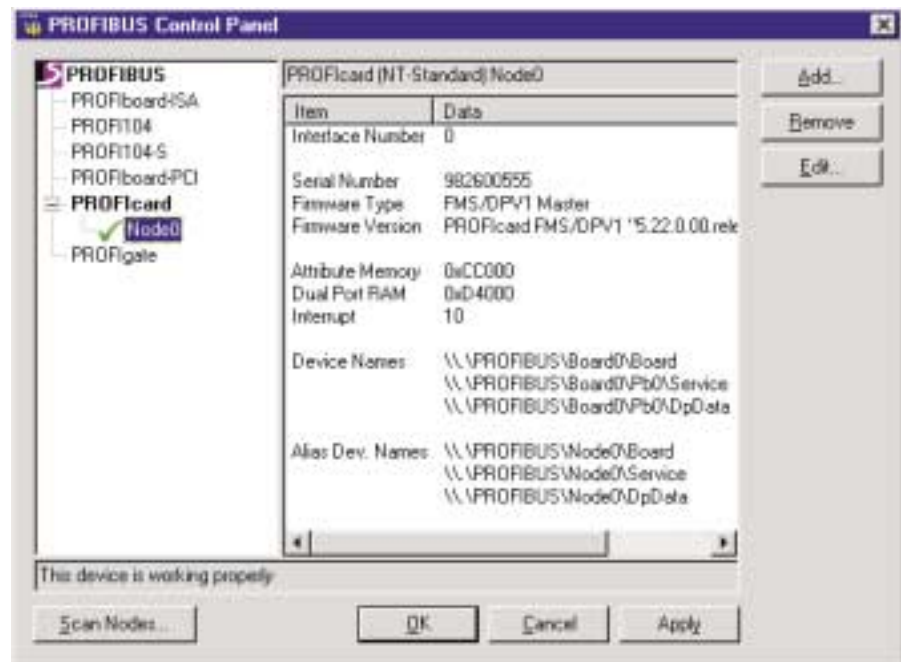 PROFIBUS Control Panel
PROFIBUS
PROFIboard-ISA
PROFI104
PROFI104-S
PROFIboard-PCI
PROFIcard
Node0
PROFIgate
PROFIcard (NT-Standard) Node0
Item Data
Interface Number 0
Serial Number 982600555
Firmware Type FMS/DPV1 Master
Firmware Version PROFIcard FMS/DPV1 "5.22.0.00.rele
Attribute Memory 0xCC000
Dual Port RAM 0xD4000
Interrupt 10
Device Names \\.\PROFIBUS\Board0\Board
\\.\PROFIBUS\Board0\Pb0\Service
\\.\PROFIBUS\Board0\Pb0\DpData
Alias Dev. Names \\.\PROFIBUS\Node0\Board
\\.\PROFIBUS\Node0\Service
\\.\PROFIBUS\Node0\DpData
Add...
Remove
Edit...
This device is working properly
Scan Nodes...
OK
Cancel
Apply